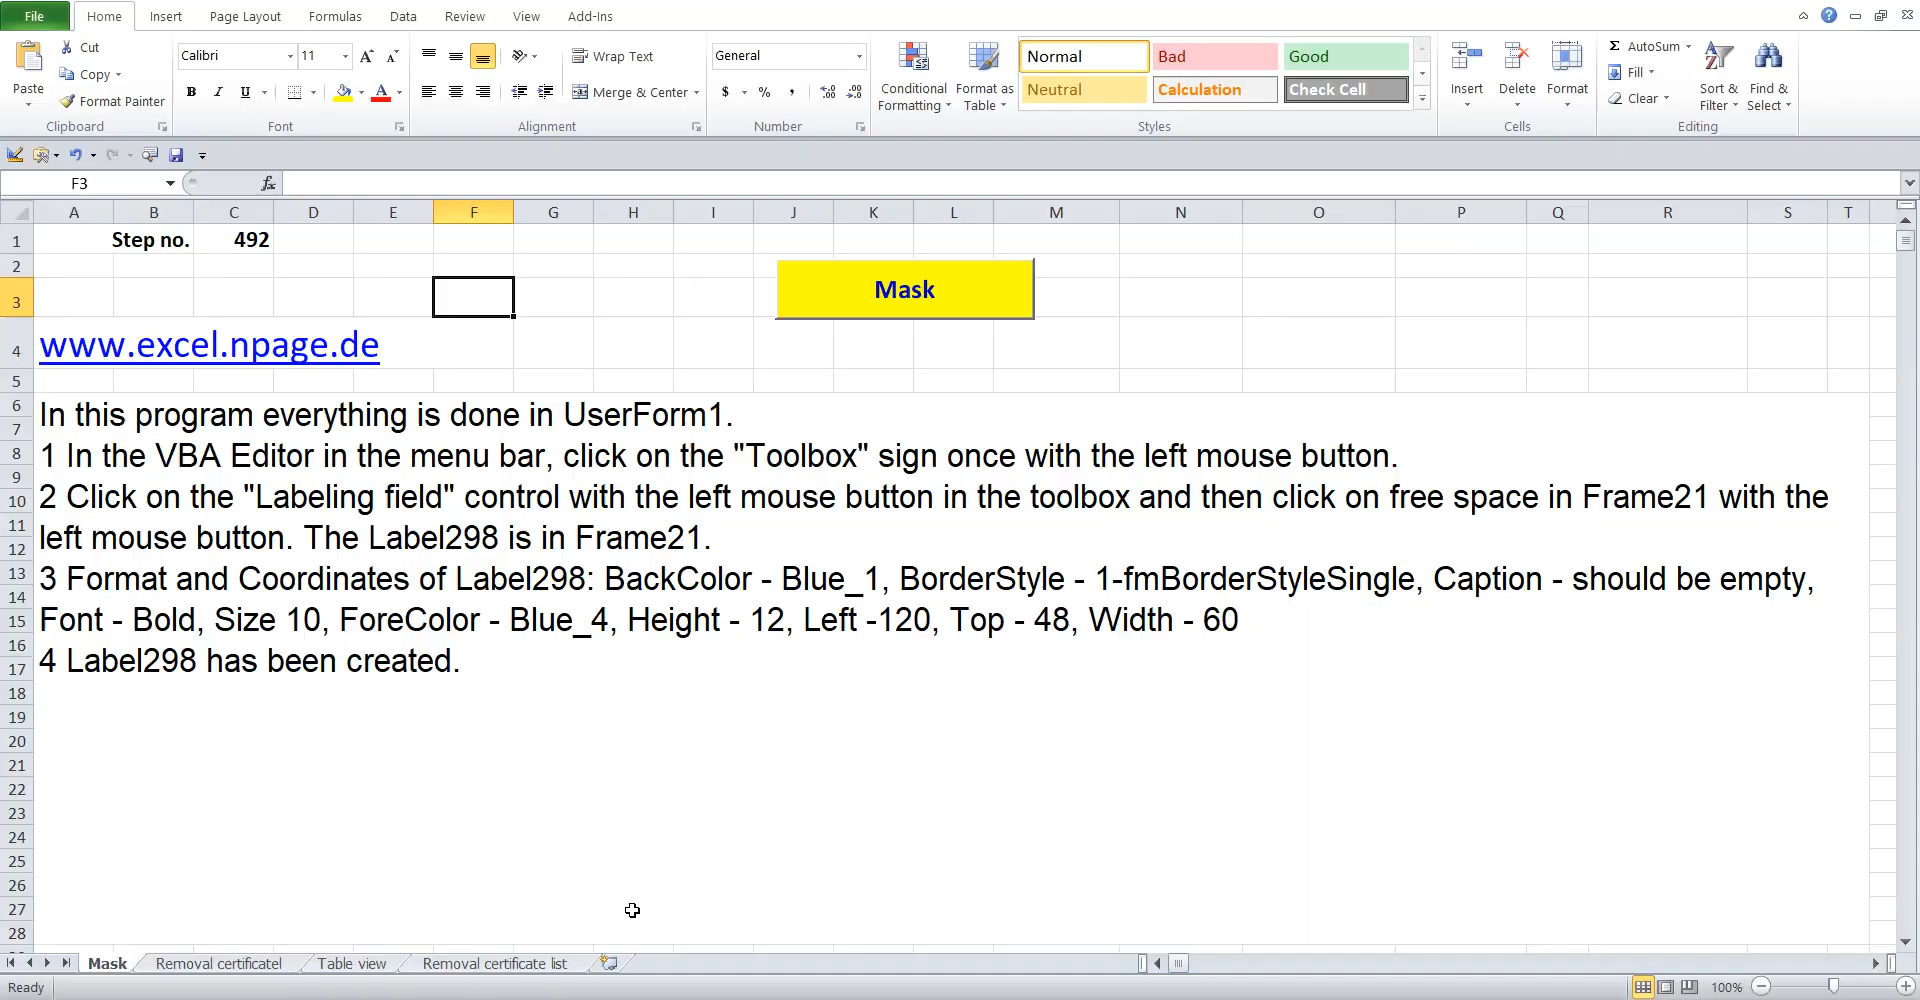 File Home Insert Page Layout Formulas Data Review View Add-Ins
Paste
Cut
Copy
Format Painter
Clipboard
Calibri 11
B I U
Font
Wrap Text
Merge & Center
Alignment
General
$ % ,
Number
Conditional Formatting
Format as Table
Normal Bad Good
Neutral Calculation Check Cell
Styles
Insert Delete Format
Cells
Σ AutoSum
Fill
Clear
Sort & Filter
Find & Select
Editing
F3 fx
A B C D E F G H I J K L M N O P Q R S T
1 Step no. 492
2
3 Mask
4 www.excel.npage.de
5
6
7
8
9
10
11
12
13
14
15
16
17
18
19
20
21
22
23
24
25
26
27
28
In this program everything is done in UserForm1.
1 In the VBA Editor in the menu bar, click on the "Toolbox" sign once with the left mouse button.
2 Click on the "Labeling field" control with the left mouse button in the toolbox and then click on free space in Frame21 with the
left mouse button. The Label298 is in Frame21.
3 Format and Coordinates of Label298: BackColor - Blue_1, BorderStyle - 1-fmBorderStyleSingle, Caption - should be empty,
Font - Bold, Size 10, ForeColor - Blue_4, Height - 12, Left -120, Top - 48, Width - 60
4 Label298 has been created.
Mask Removal certificatel Table view Removal certificate list
Ready 100%